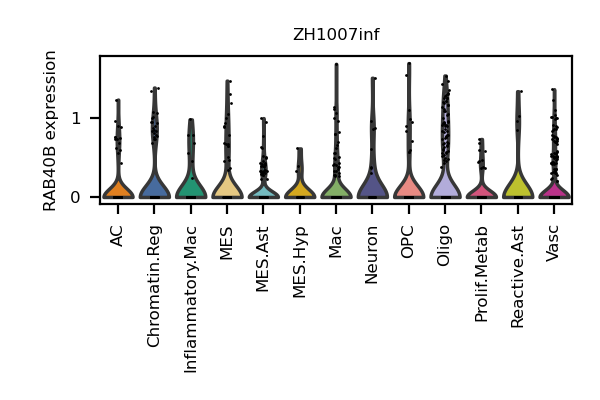 ZH1007inf
RAB40B expression
1
0
AC
Chromatin.Reg
Inflammatory.Mac
MES
MES.Ast
MES.Hyp
Mac
Neuron
OPC
Oligo
Prolif.Metab
Reactive.Ast
Vasc